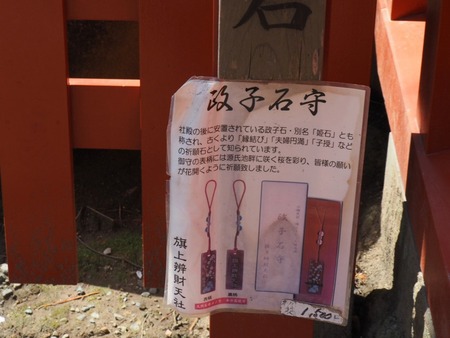 石
政子石守
社殿の後に安置されている政子石・別名「姫石」とも
称され、古くより「縁結び」「夫婦円満」「子授」などの
祈願石として知られています。
御守の表柄には源氏池畔に咲く桜を彩り、皆様の願い
が花開くように祈願致しました。
旗上辨財天社